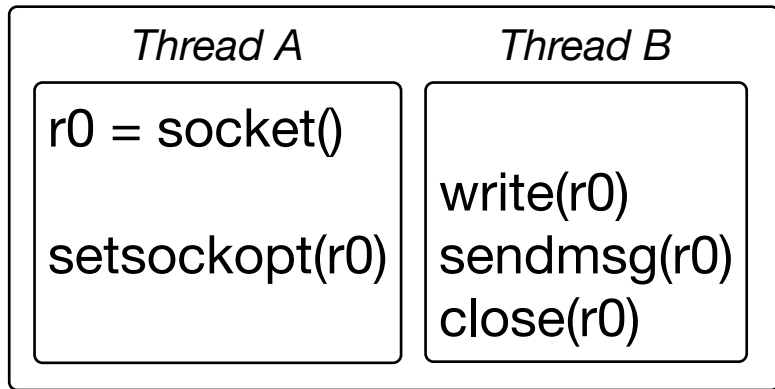 Thread A
r0 = socket()
setsockopt(r0)
Thread B
write(r0)
sendmsg(r0)
close(r0)